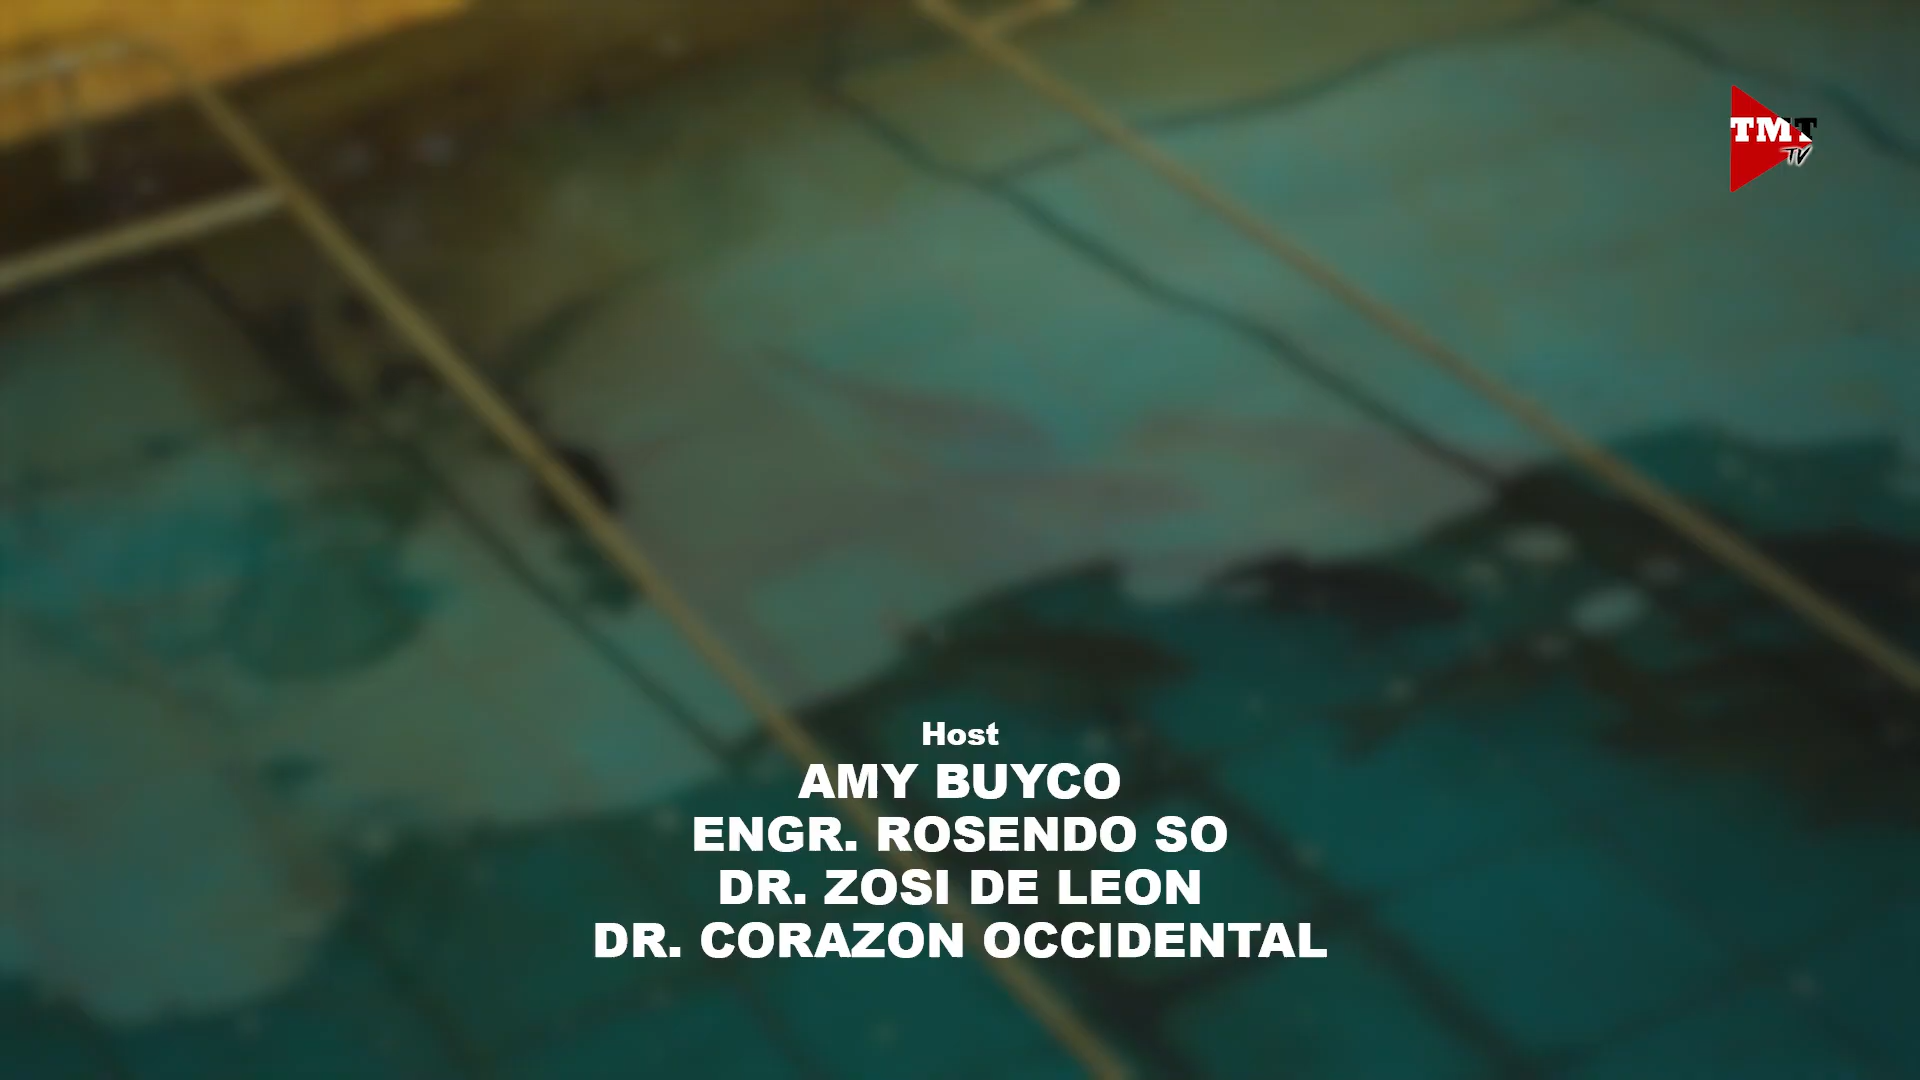 TMT
TV
Host
AMY BUYCO
ENGR. ROSENDO SO
DR. ZOSI DE LEON
DR. CORAZON OCCIDENTAL